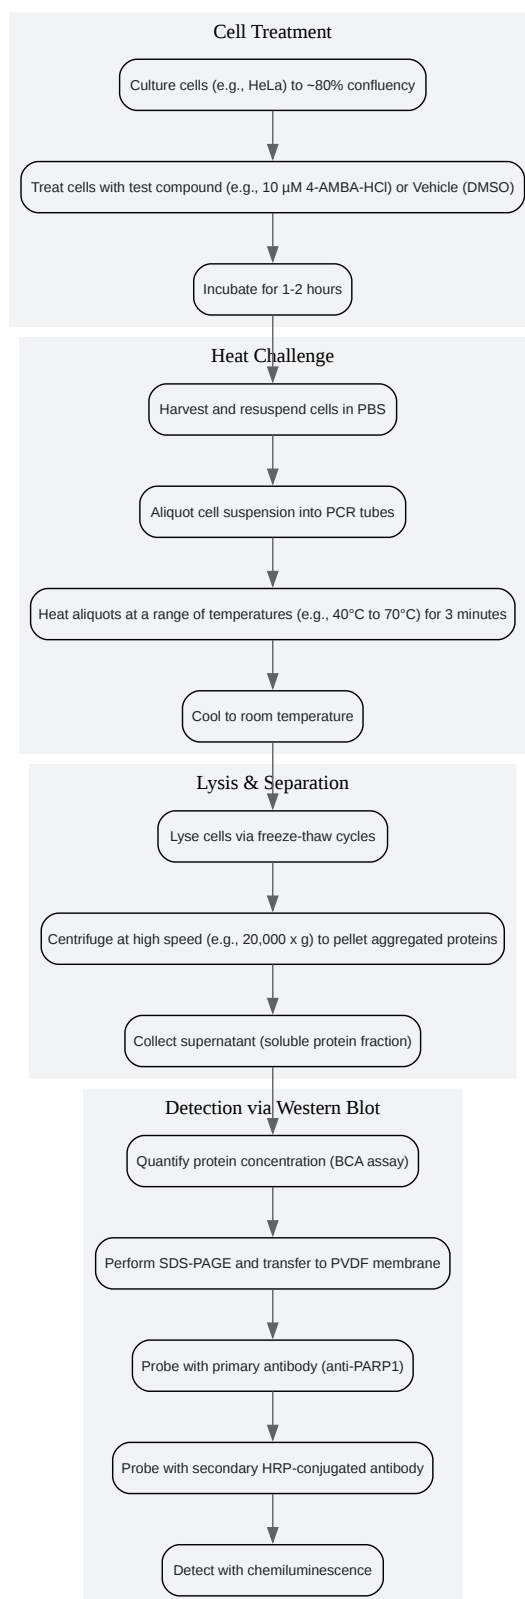 Cell Treatment
Culture cells (e.g., HeLa) to ~80% confluency
Treat cells with test compound (e.g., 10 µM 4-AMBA-HCl) or Vehicle (DMSO)
Incubate for 1-2 hours
Heat Challenge
Harvest and resuspend cells in PBS
Aliquot cell suspension into PCR tubes
Heat aliquots at a range of temperatures (e.g., 40°C to 70°C) for 3 minutes
Cool to room temperature
Lysis & Separation
Lyse cells via freeze-thaw cycles
Centrifuge at high speed (e.g., 20,000 x g) to pellet aggregated proteins
Collect supernatant (soluble protein fraction)
Detection via Western Blot
Quantify protein concentration (BCA assay)
Perform SDS-PAGE and transfer to PVDF membrane
Probe with primary antibody (anti-PARP1)
Probe with secondary HRP-conjugated antibody
Detect with chemiluminescence